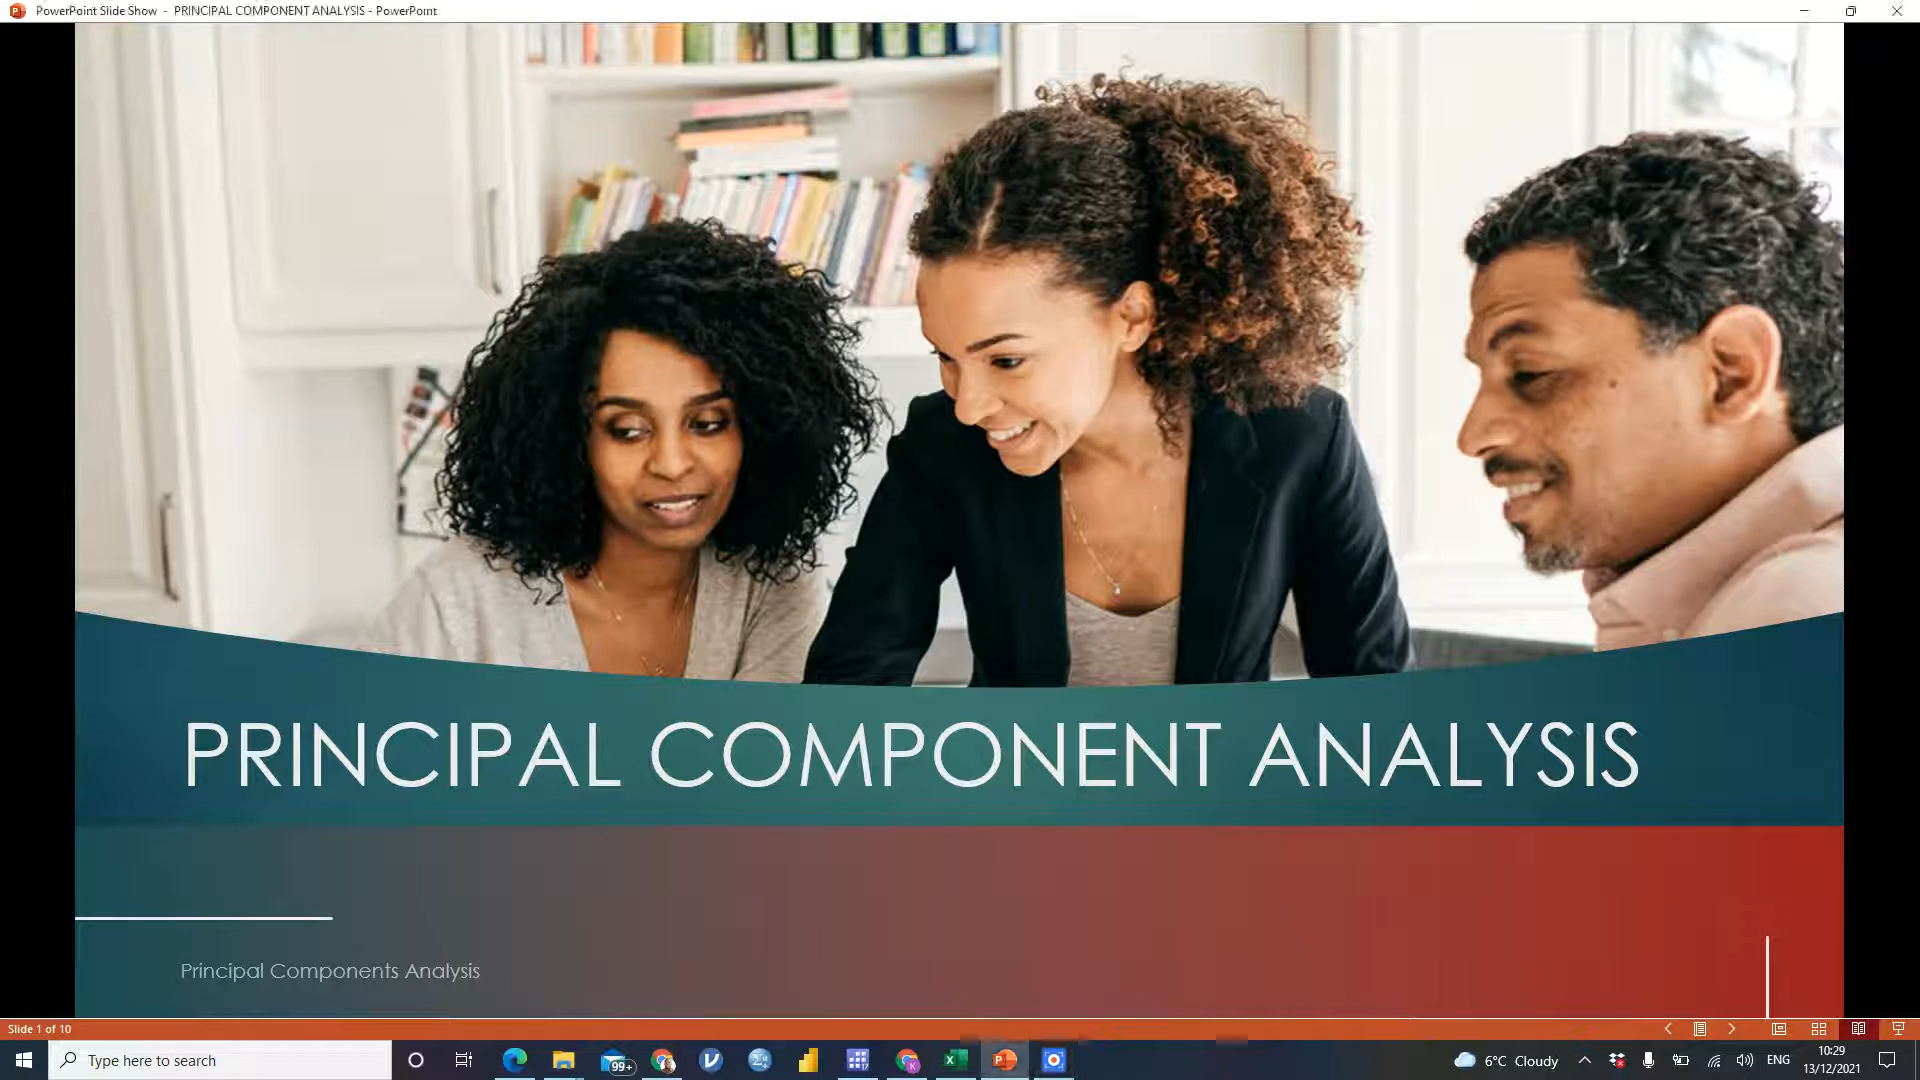 PowerPoint Slide Show - PRINCIPAL COMPONENT ANALYSIS - PowerPoint
PRINCIPAL COMPONENT ANALYSIS
Principal Components Analysis
Slide 1 of 10
Type here to search
99+
6°C Cloudy
ENG
10:29
13/12/2021